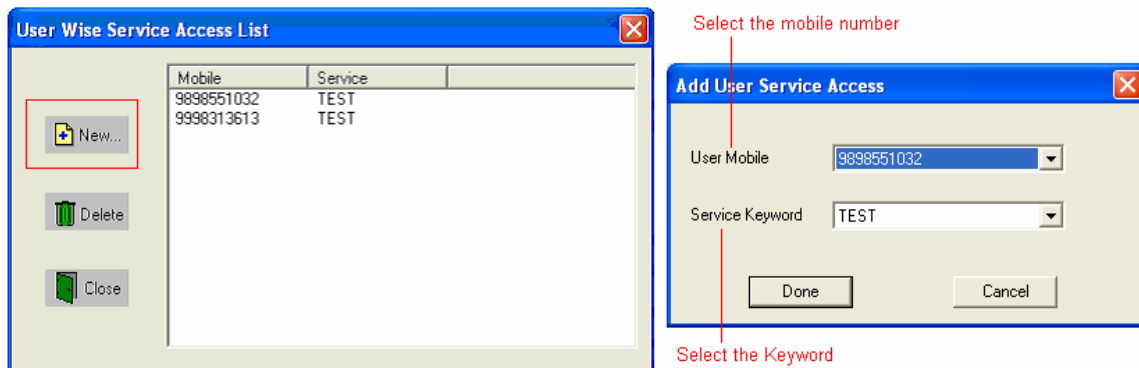 User Wise Service Access List
Mobile Service
9898551032 TEST
9998313613 TEST
New...
Delete
Close
Select the mobile number
Add User Service Access
User Mobile 9898551032
Service Keyword TEST
Done Cancel
Select the Keyword